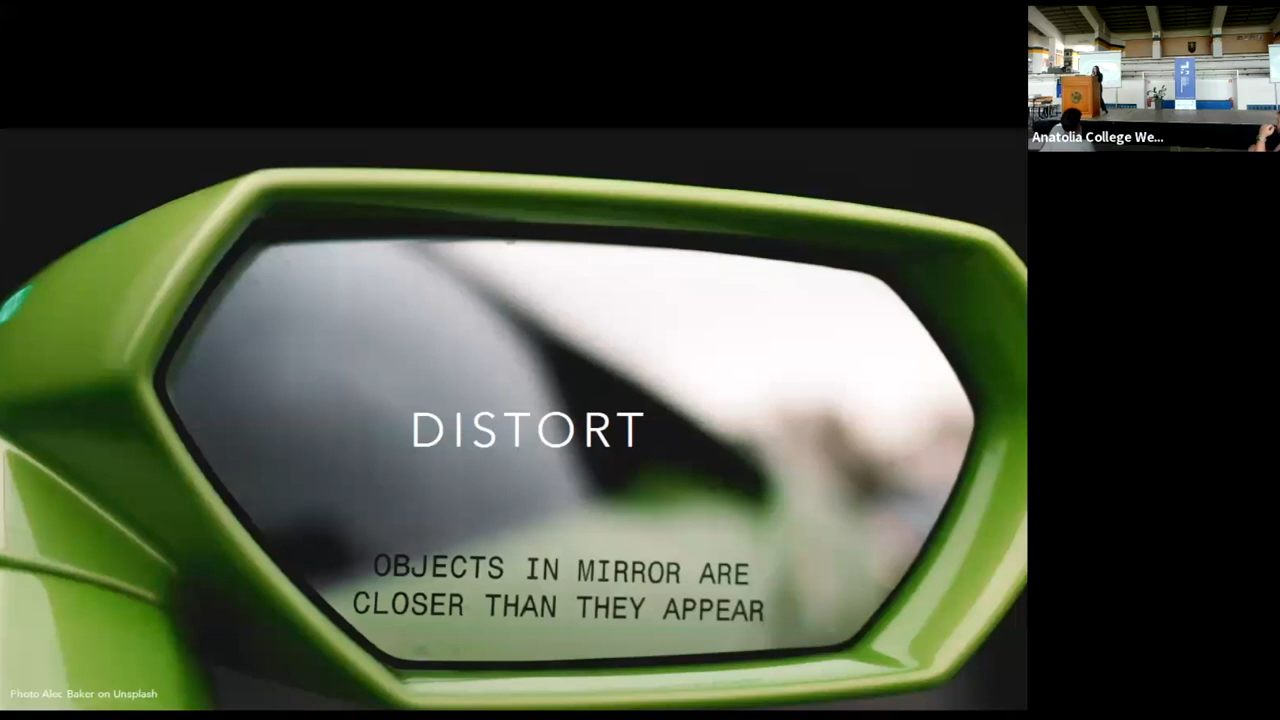 DISTORT
OBJECTS IN MIRROR ARE
CLOSER THAN THEY APPEAR
Photo Alec Baker on Unsplash
Anatolia College We...